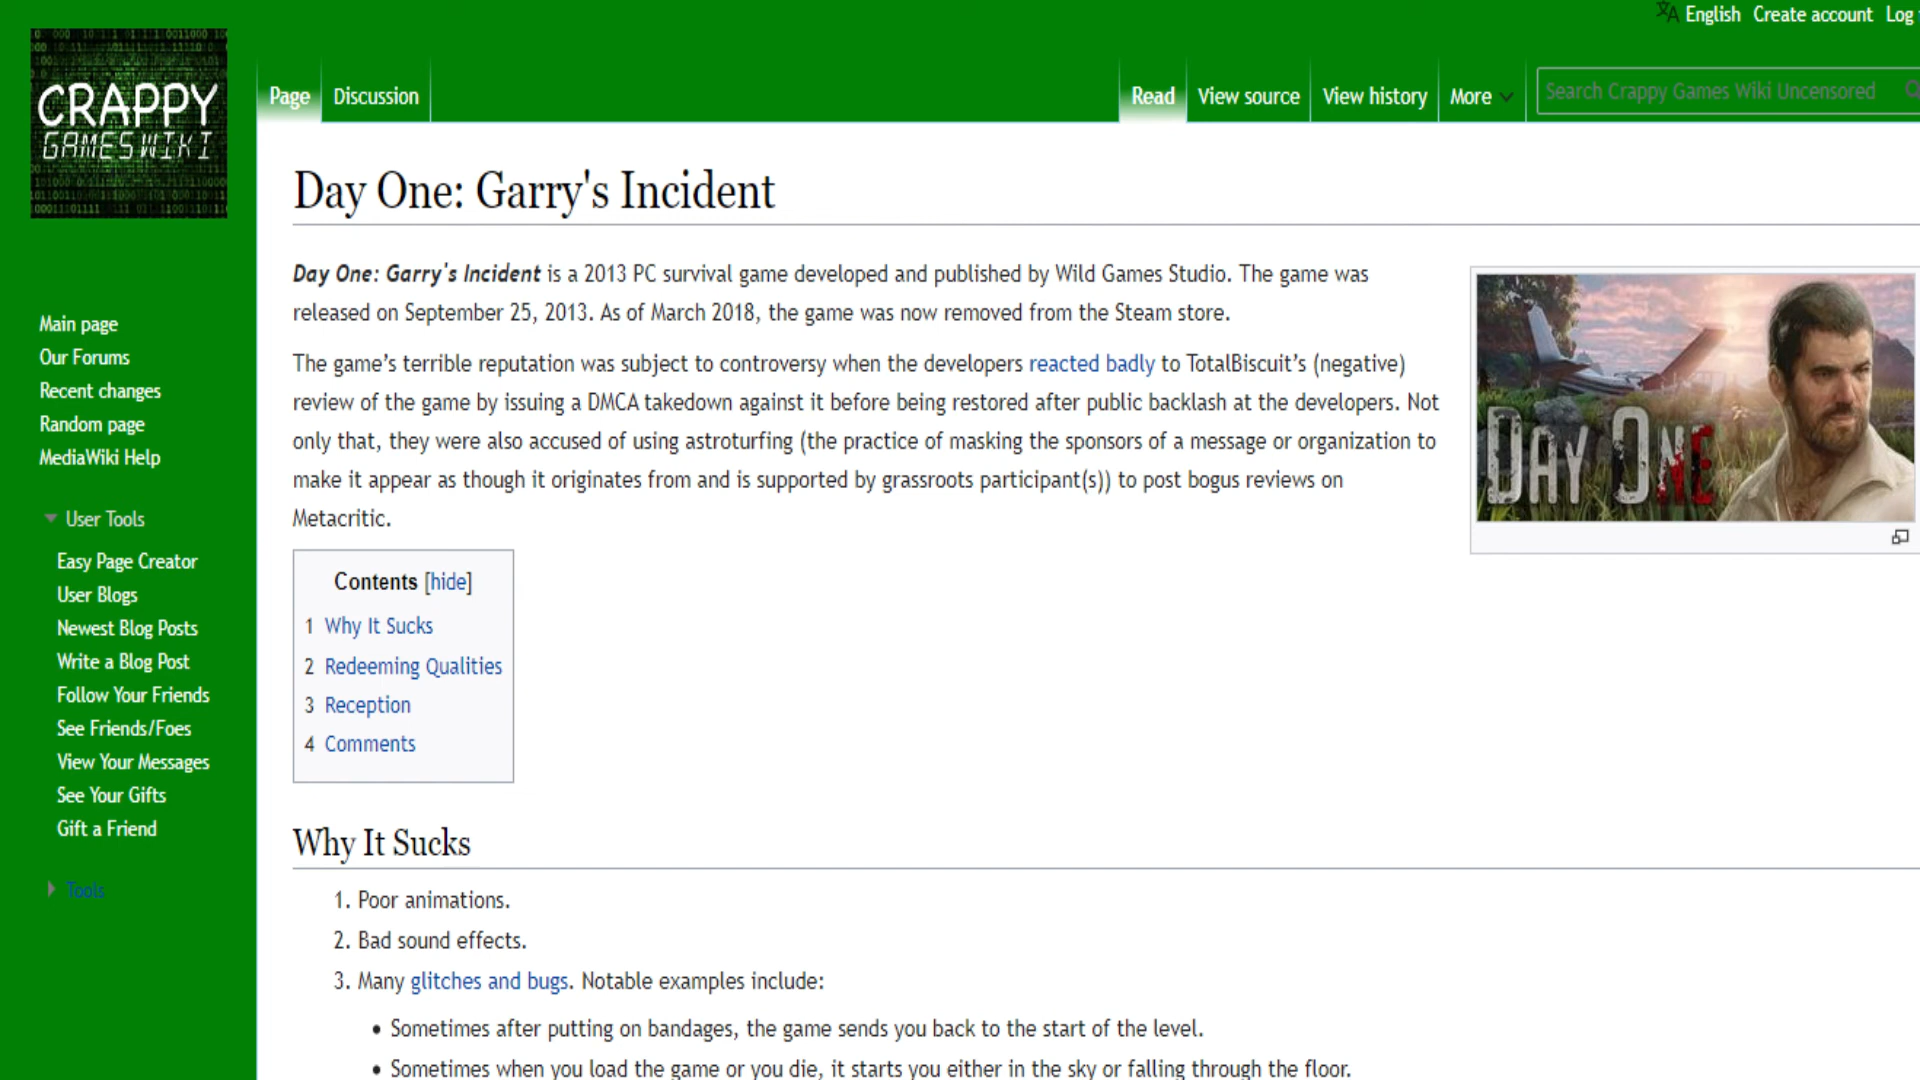 English Create account Log
CRAPPY
GAMES WIKI
Page Discussion Read View source View history More Search Crappy Games Wiki Uncensored
Day One: Garry's Incident
Day One: Garry's Incident is a 2013 PC survival game developed and published by Wild Games Studio. The game was
released on September 25, 2013. As of March 2018, the game was now removed from the Steam store.
The game’s terrible reputation was subject to controversy when the developers reacted badly to TotalBiscuit’s (negative)
review of the game by issuing a DMCA takedown against it before being restored after public backlash at the developers. Not
only that, they were also accused of using astroturfing (the practice of masking the sponsors of a message or organization to
make it appear as though it originates from and is supported by grassroots participant(s)) to post bogus reviews on
Metacritic.
DAY ONE
Main page
Our Forums
Recent changes
Random page
MediaWiki Help
User Tools
Easy Page Creator
User Blogs
Newest Blog Posts
Write a Blog Post
Follow Your Friends
See Friends/Foes
View Your Messages
See Your Gifts
Gift a Friend
Tools
Contents [hide]
1 Why It Sucks
2 Redeeming Qualities
3 Reception
4 Comments
Why It Sucks
1. Poor animations.
2. Bad sound effects.
3. Many glitches and bugs. Notable examples include:
• Sometimes after putting on bandages, the game sends you back to the start of the level.
• Sometimes when you load the game or you die, it starts you either in the sky or falling through the floor.